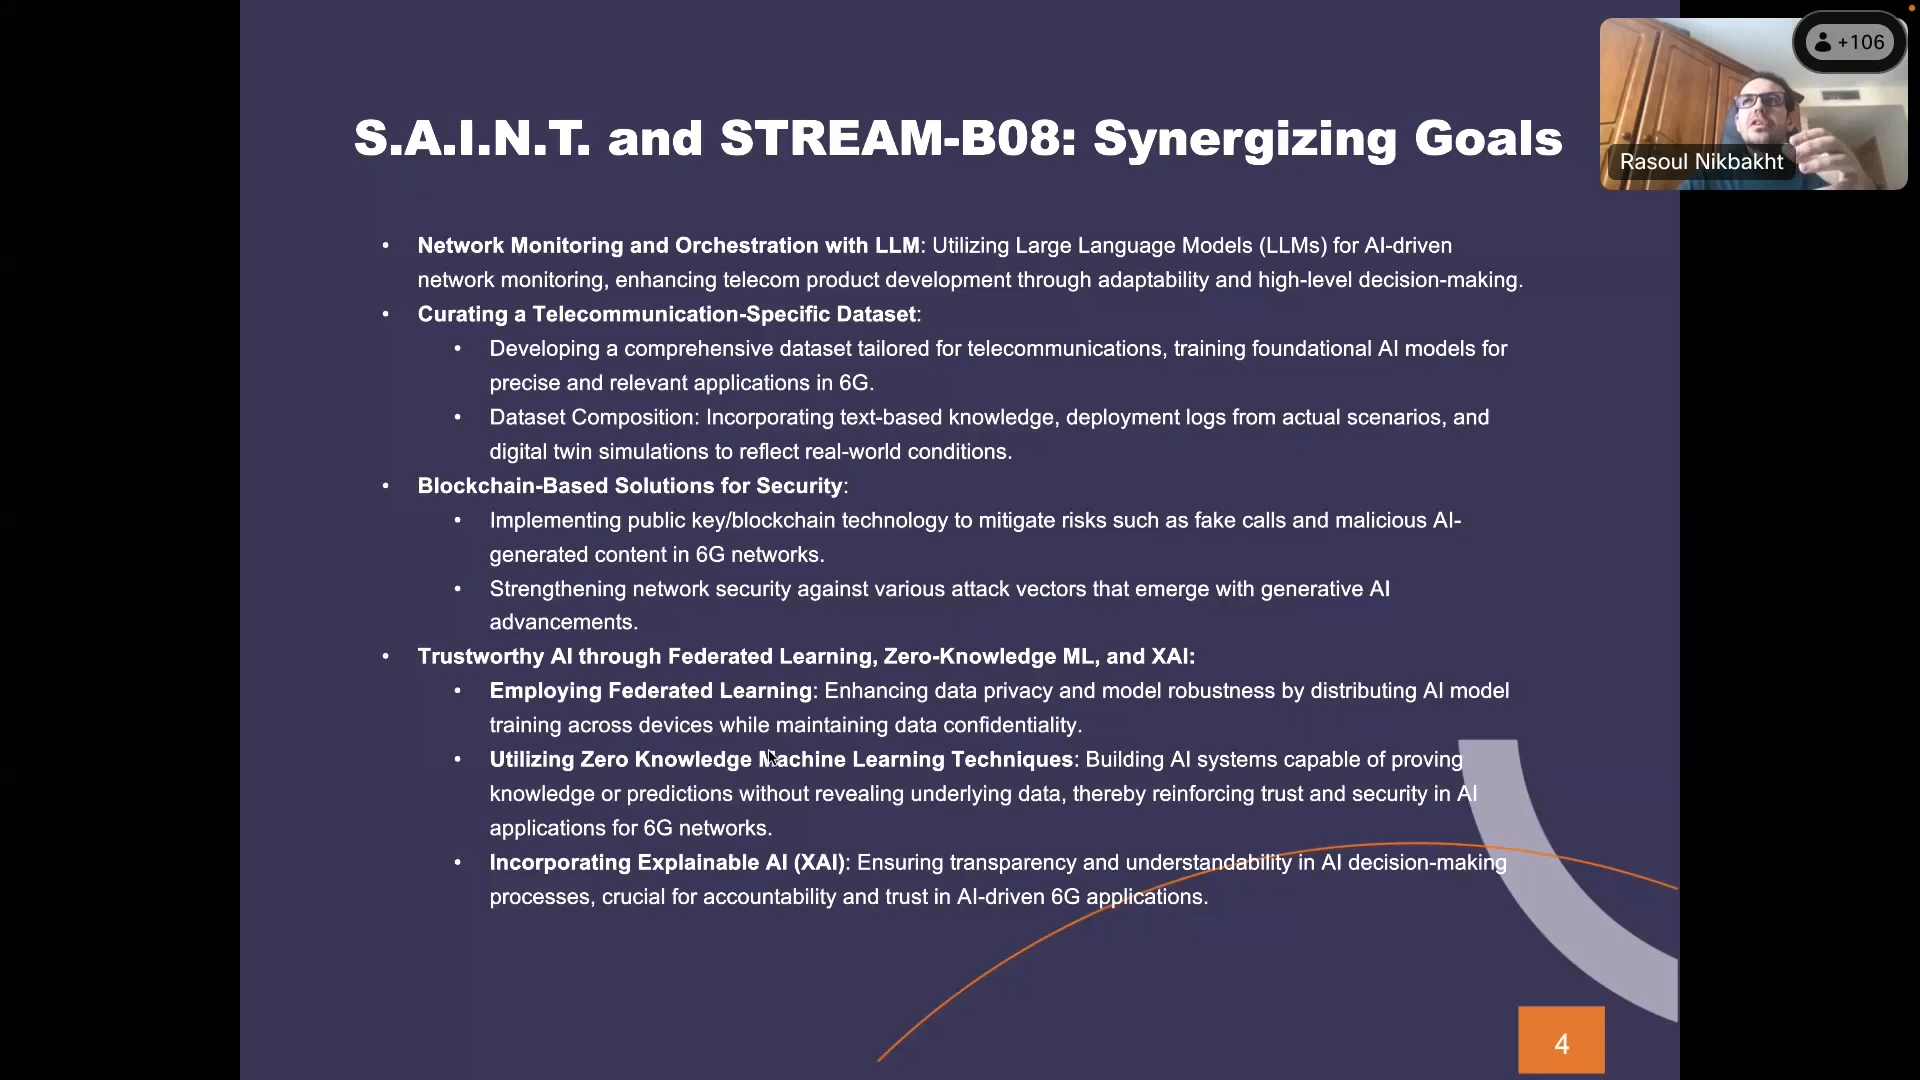 +106
Rasoul Nikbakht
S.A.I.N.T. and STREAM-B08: Synergizing Goals
• Network Monitoring and Orchestration with LLM: Utilizing Large Language Models (LLMs) for AI-driven
network monitoring, enhancing telecom product development through adaptability and high-level decision-making.
• Curating a Telecommunication-Specific Dataset:
• Developing a comprehensive dataset tailored for telecommunications, training foundational AI models for
precise and relevant applications in 6G.
• Dataset Composition: Incorporating text-based knowledge, deployment logs from actual scenarios, and
digital twin simulations to reflect real-world conditions.
• Blockchain-Based Solutions for Security:
• Implementing public key/blockchain technology to mitigate risks such as fake calls and malicious AI-
generated content in 6G networks.
• Strengthening network security against various attack vectors that emerge with generative AI
advancements.
• Trustworthy AI through Federated Learning, Zero-Knowledge ML, and XAI:
• Employing Federated Learning: Enhancing data privacy and model robustness by distributing AI model
training across devices while maintaining data confidentiality.
• Utilizing Zero Knowledge Machine Learning Techniques: Building AI systems capable of proving
knowledge or predictions without revealing underlying data, thereby reinforcing trust and security in AI
applications for 6G networks.
• Incorporating Explainable AI (XAI): Ensuring transparency and understandability in AI decision-making
processes, crucial for accountability and trust in AI-driven 6G applications.
4